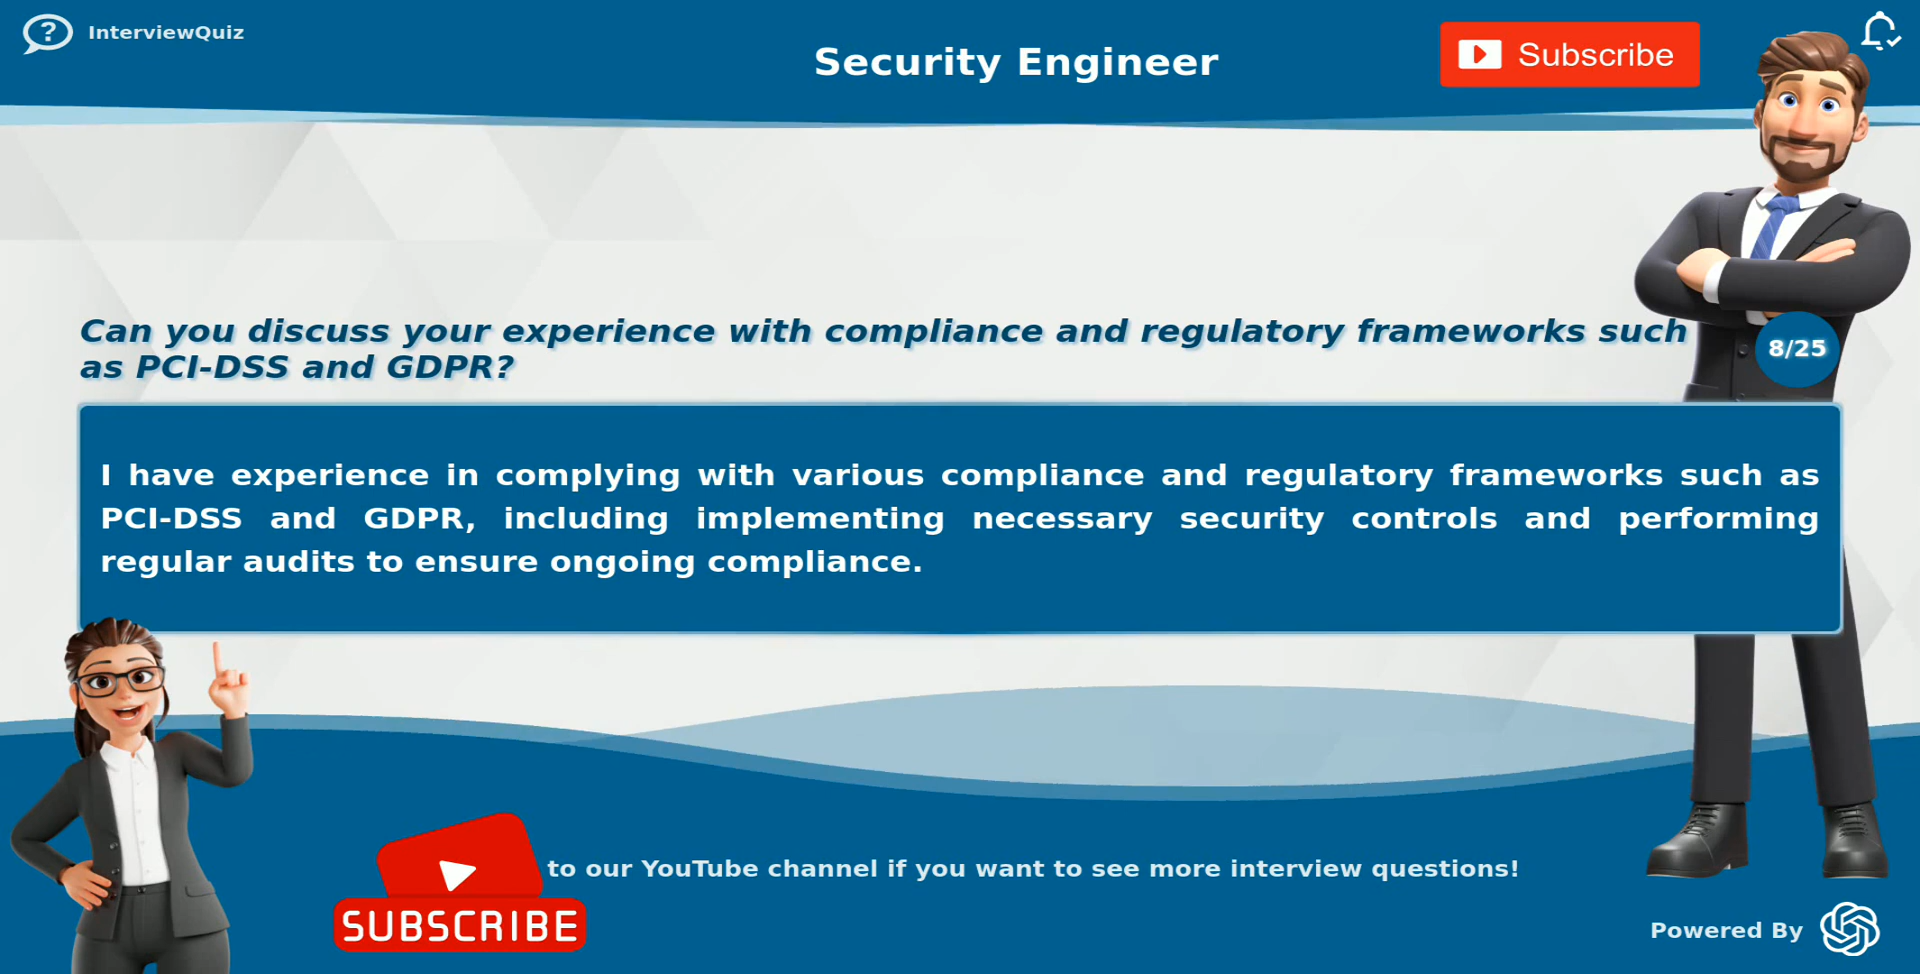 InterviewQuiz
Security Engineer
Subscribe
Can you discuss your experience with compliance and regulatory frameworks such
as PCI-DSS and GDPR?
8/25
I have experience in complying with various compliance and regulatory frameworks such as
PCI-DSS and GDPR, including implementing necessary security controls and performing
regular audits to ensure ongoing compliance.
to our YouTube channel if you want to see more interview questions!
SUBSCRIBE
Powered By